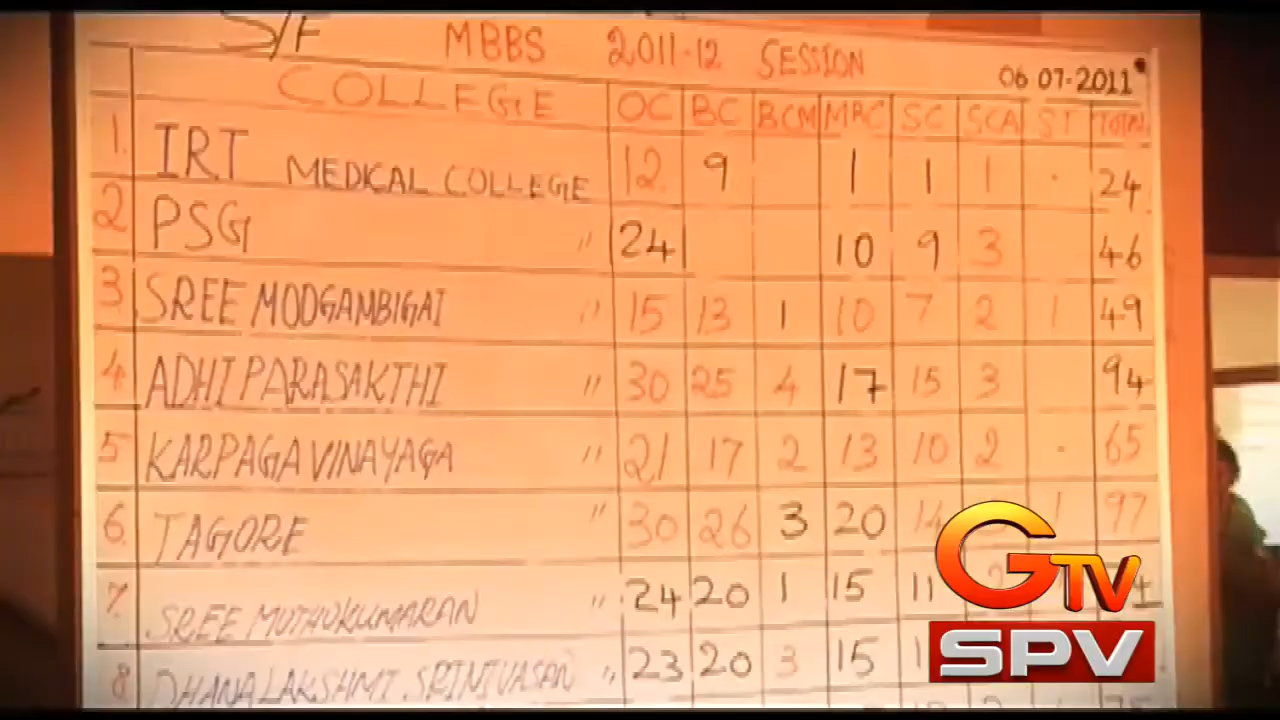 S/F MBBS 2011-12 SESSION 06 07-2011
COLLEGE OC BC BCM MBC SC SCA ST TOTAL
1. IRT MEDICAL COLLEGE 12 9 1 1 1 - 24
2 PSG " 24 10 9 3 46
3 SREE MOOGAMBIGAI " 15 13 1 10 7 2 1 49
4 ADHIPARASAKTHI " 30 25 4 17 15 3 94
5 KARPAGA VINAYAGA " 21 17 2 13 10 2 - 65
6. TAGORE " 30 26 3 20 14 1 97
7. SREE MUTHUKUMARAN " 24 20 1 15 11
8 DHANALAKSHMI SRINIVASAN " 23 20 3 15
GTV
SPV